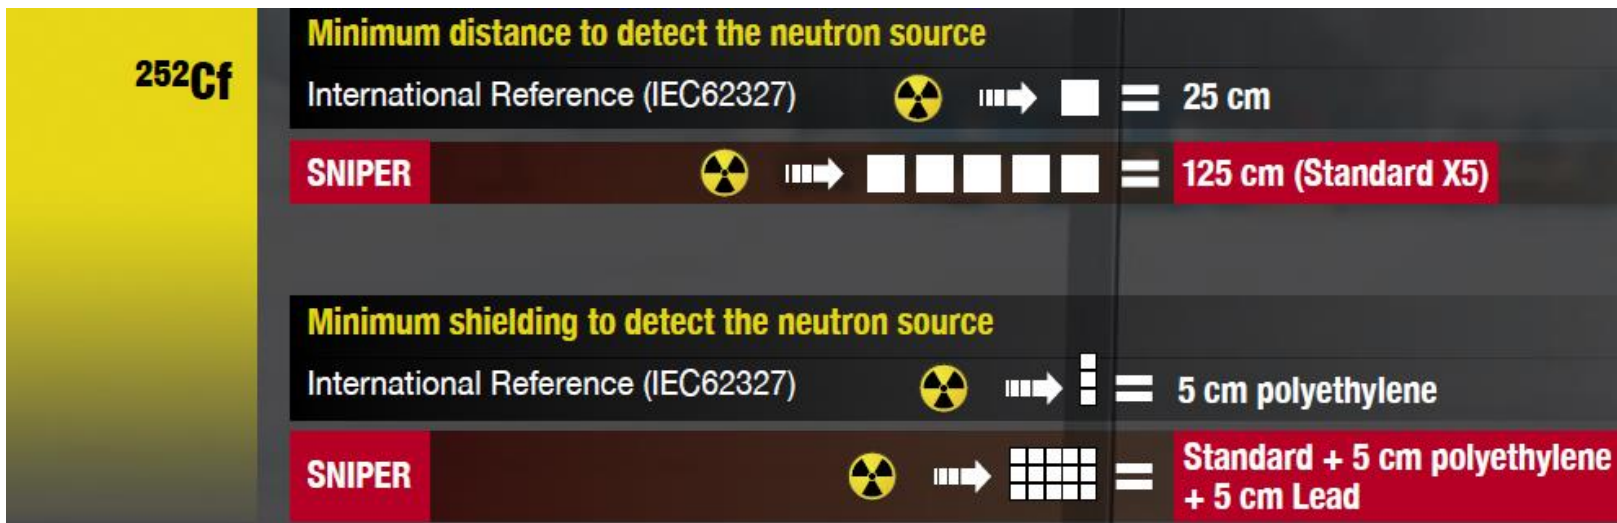 252Cf
Minimum distance to detect the neutron source
International Reference (IEC62327) = 25 cm
SNIPER = 125 cm (Standard X5)
Minimum shielding to detect the neutron source
International Reference (IEC62327) = 5 cm polyethylene
SNIPER = Standard + 5 cm polyethylene
+ 5 cm Lead